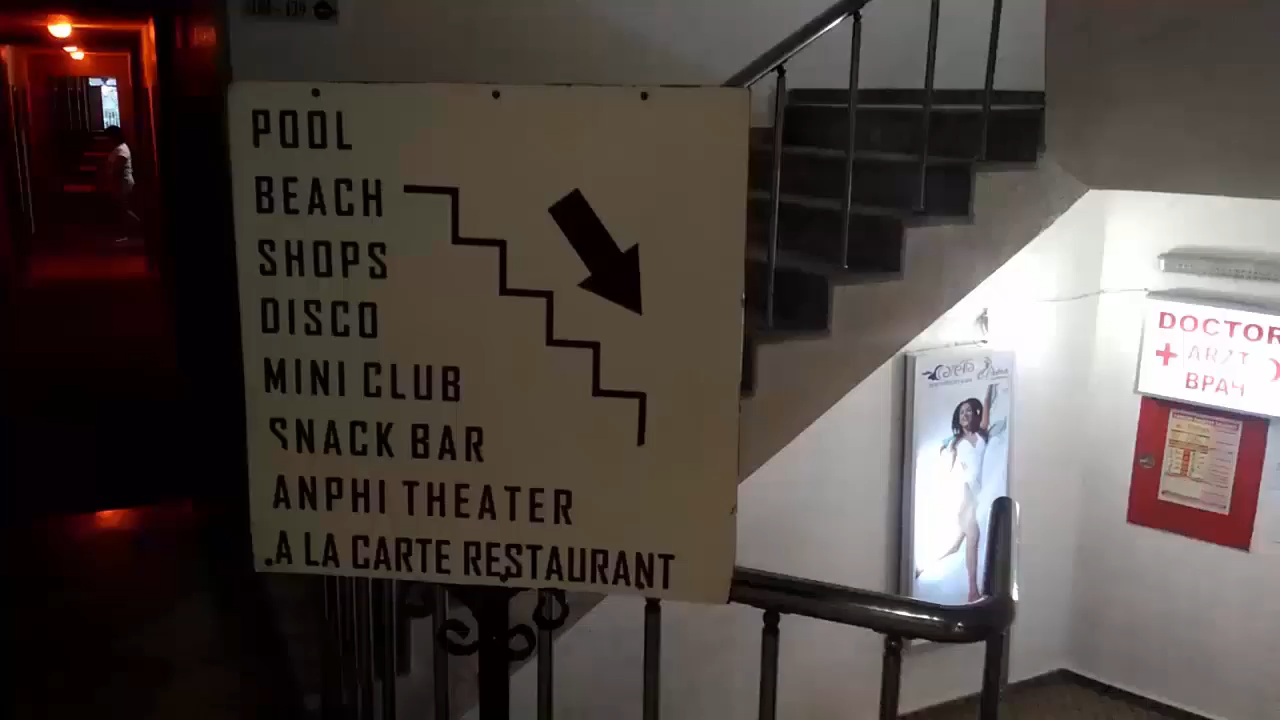 POOL
BEACH
SHOPS
DISCO
MINI CLUB
SNACK BAR
ANPHI THEATER
A LA CARTE RESTAURANT
DOCTOR
ARZT
ВРАЧ